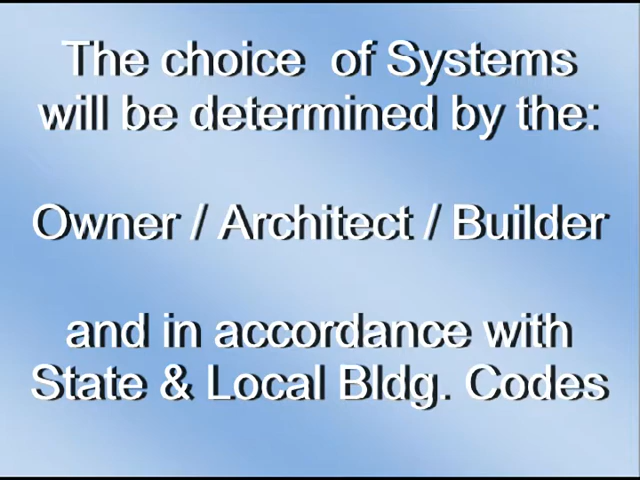 The choice of Systems
will be determined by the:
Owner / Architect / Builder
and in accordance with
State & Local Bldg. Codes